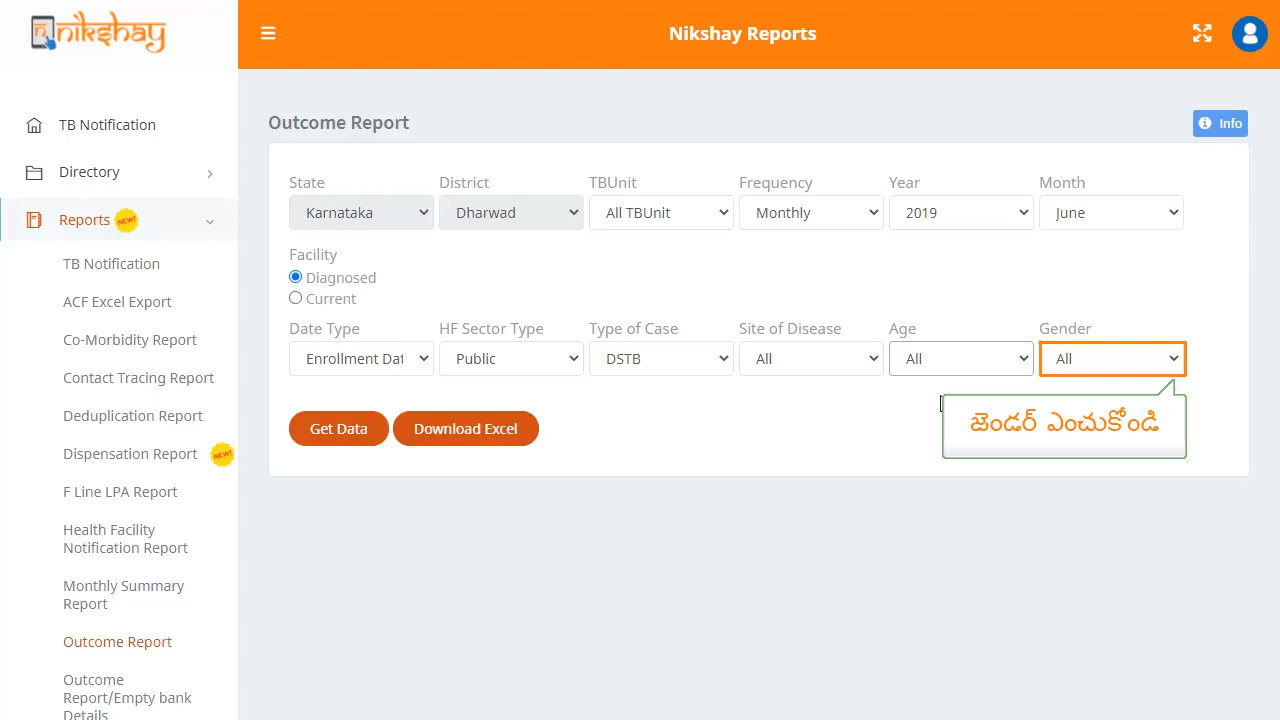 nikshay
Nikshay Reports
TB Notification
Directory
Reports NEW!
TB Notification
ACF Excel Export
Co-Morbidity Report
Contact Tracing Report
Deduplication Report
Dispensation Report NEW!
F Line LPA Report
Health Facility
Notification Report
Monthly Summary
Report
Outcome Report
Outcome
Report/Empty bank
Details
Outcome Report
Info
State District TBUnit Frequency Year Month
Karnataka Dharwad All TBUnit Monthly 2019 June
Facility
Diagnosed
Current
Date Type HF Sector Type Type of Case Site of Disease Age Gender
Enrollment Dat Public DSTB All All All
జెండర్ ఎంచుకోండి
Get Data Download Excel